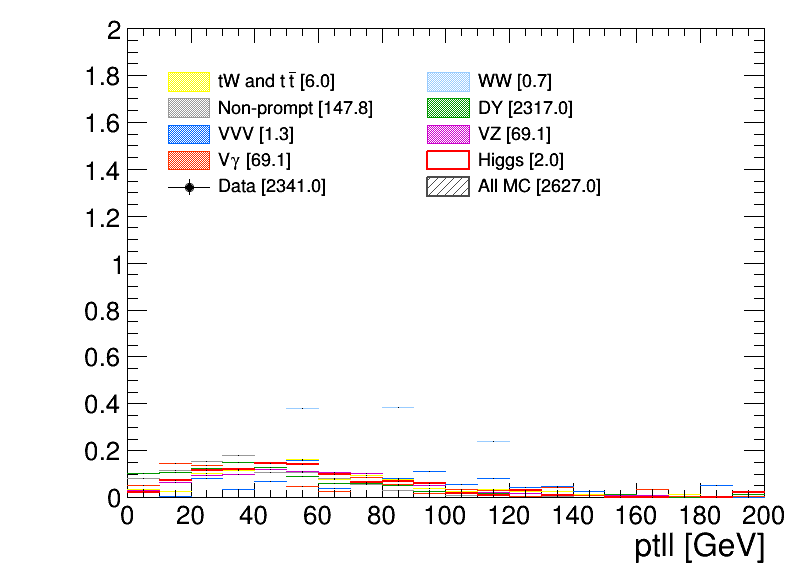 2
1.8
1.6
1.4
1.2
1
0.8
0.6
0.4
0.2
0
tW and t t̄ [6.0]
WW [0.7]
Non-prompt [147.8]
DY [2317.0]
VVV [1.3]
VZ [69.1]
Vγ [69.1]
Higgs [2.0]
Data [2341.0]
All MC [2627.0]
0 20 40 60 80 100 120 140 160 180 200
ptll [GeV]